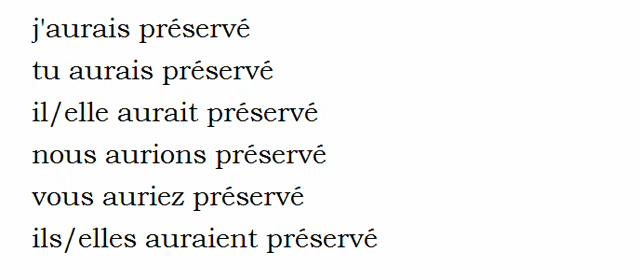 j'aurais préservé
tu aurais préservé
il/elle aurait préservé
nous aurions préservé
vous auriez préservé
ils/elles auraient préservé